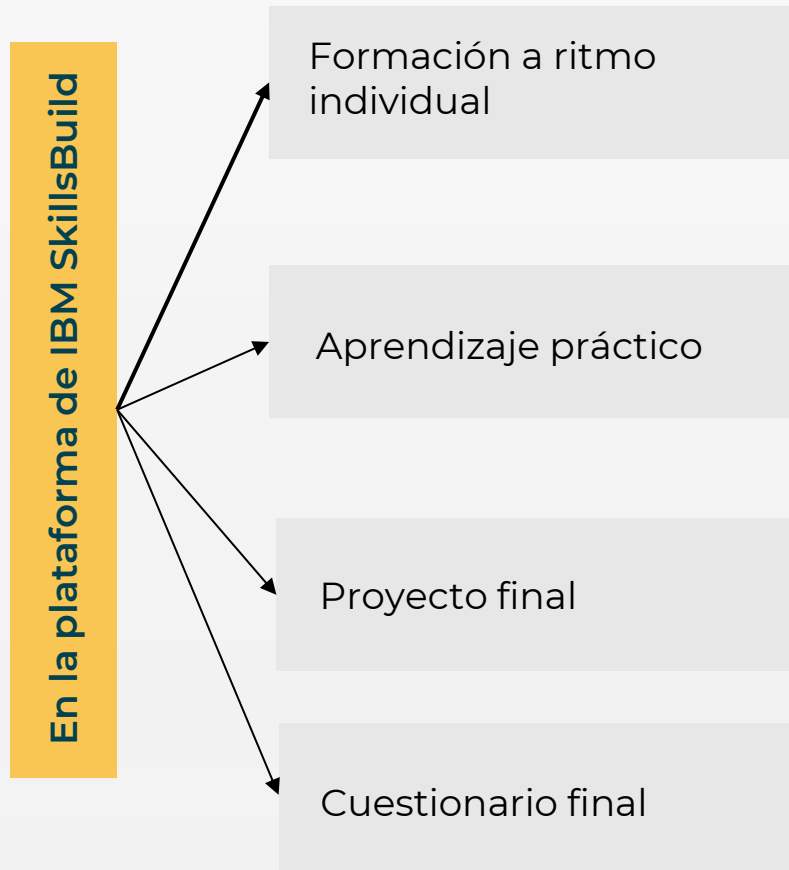 En la plataforma de IBM SkillsBuild
Formación a ritmo
individual
Aprendizaje práctico
Proyecto final
Cuestionario final